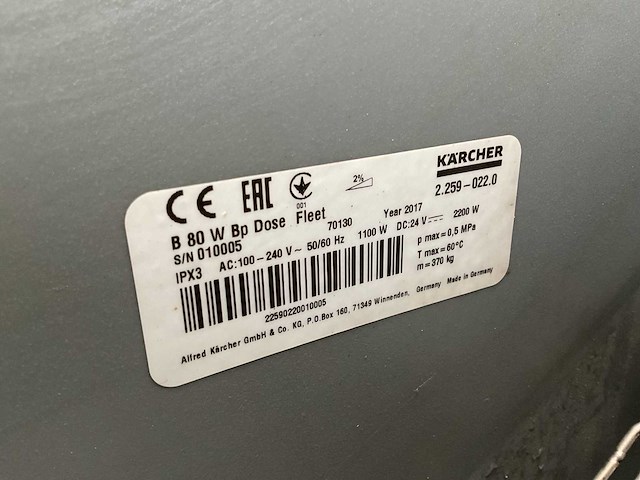 CE EAC 001 2% KÄRCHER
2.259-022.0
B 80 W Bp Dose Fleet
S/N 010005 70130 Year 2017
IPX3 AC:100-240 V~ 50/60 Hz 1100 W DC:24 V⎓ 2200 W
p max=0,5 MPa
T max=60°C
m=370 kg
22590220010005
Alfred Kärcher GmbH & Co. KG, P.O.Box 160, 71349 Winnenden, Germany Made in Germany